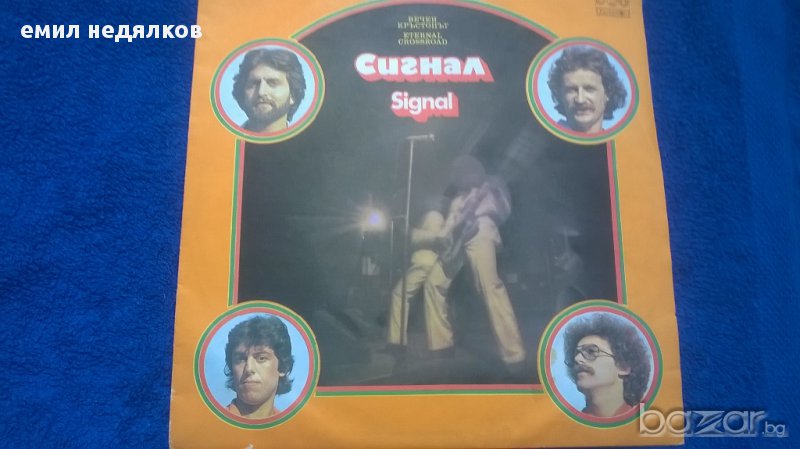 емил недялков
ВЕЧЕН
КРЪСТОПЪТ
ETERNAL
CROSSROAD
Сигнал
Signal
bazar.bg